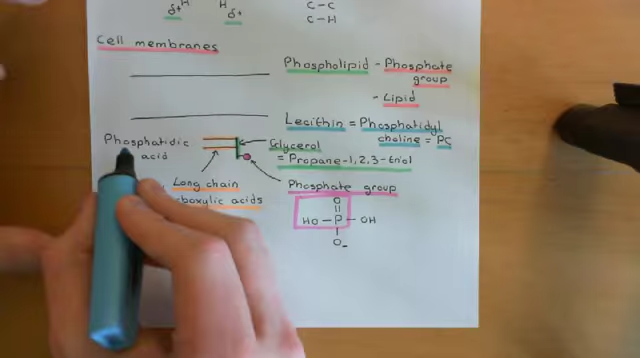 δ+ H H δ+
C-C
C-H
Cell membranes
Phospholipid - Phosphate
group
- Lipid
Lecithin = Phosphatidyl
choline = PC
Phosphatidic
acid
Glycerol
= Propane-1,2,3-triol
Long chain
boxylic acids
Phosphate group
O
HO-P-OH
O-